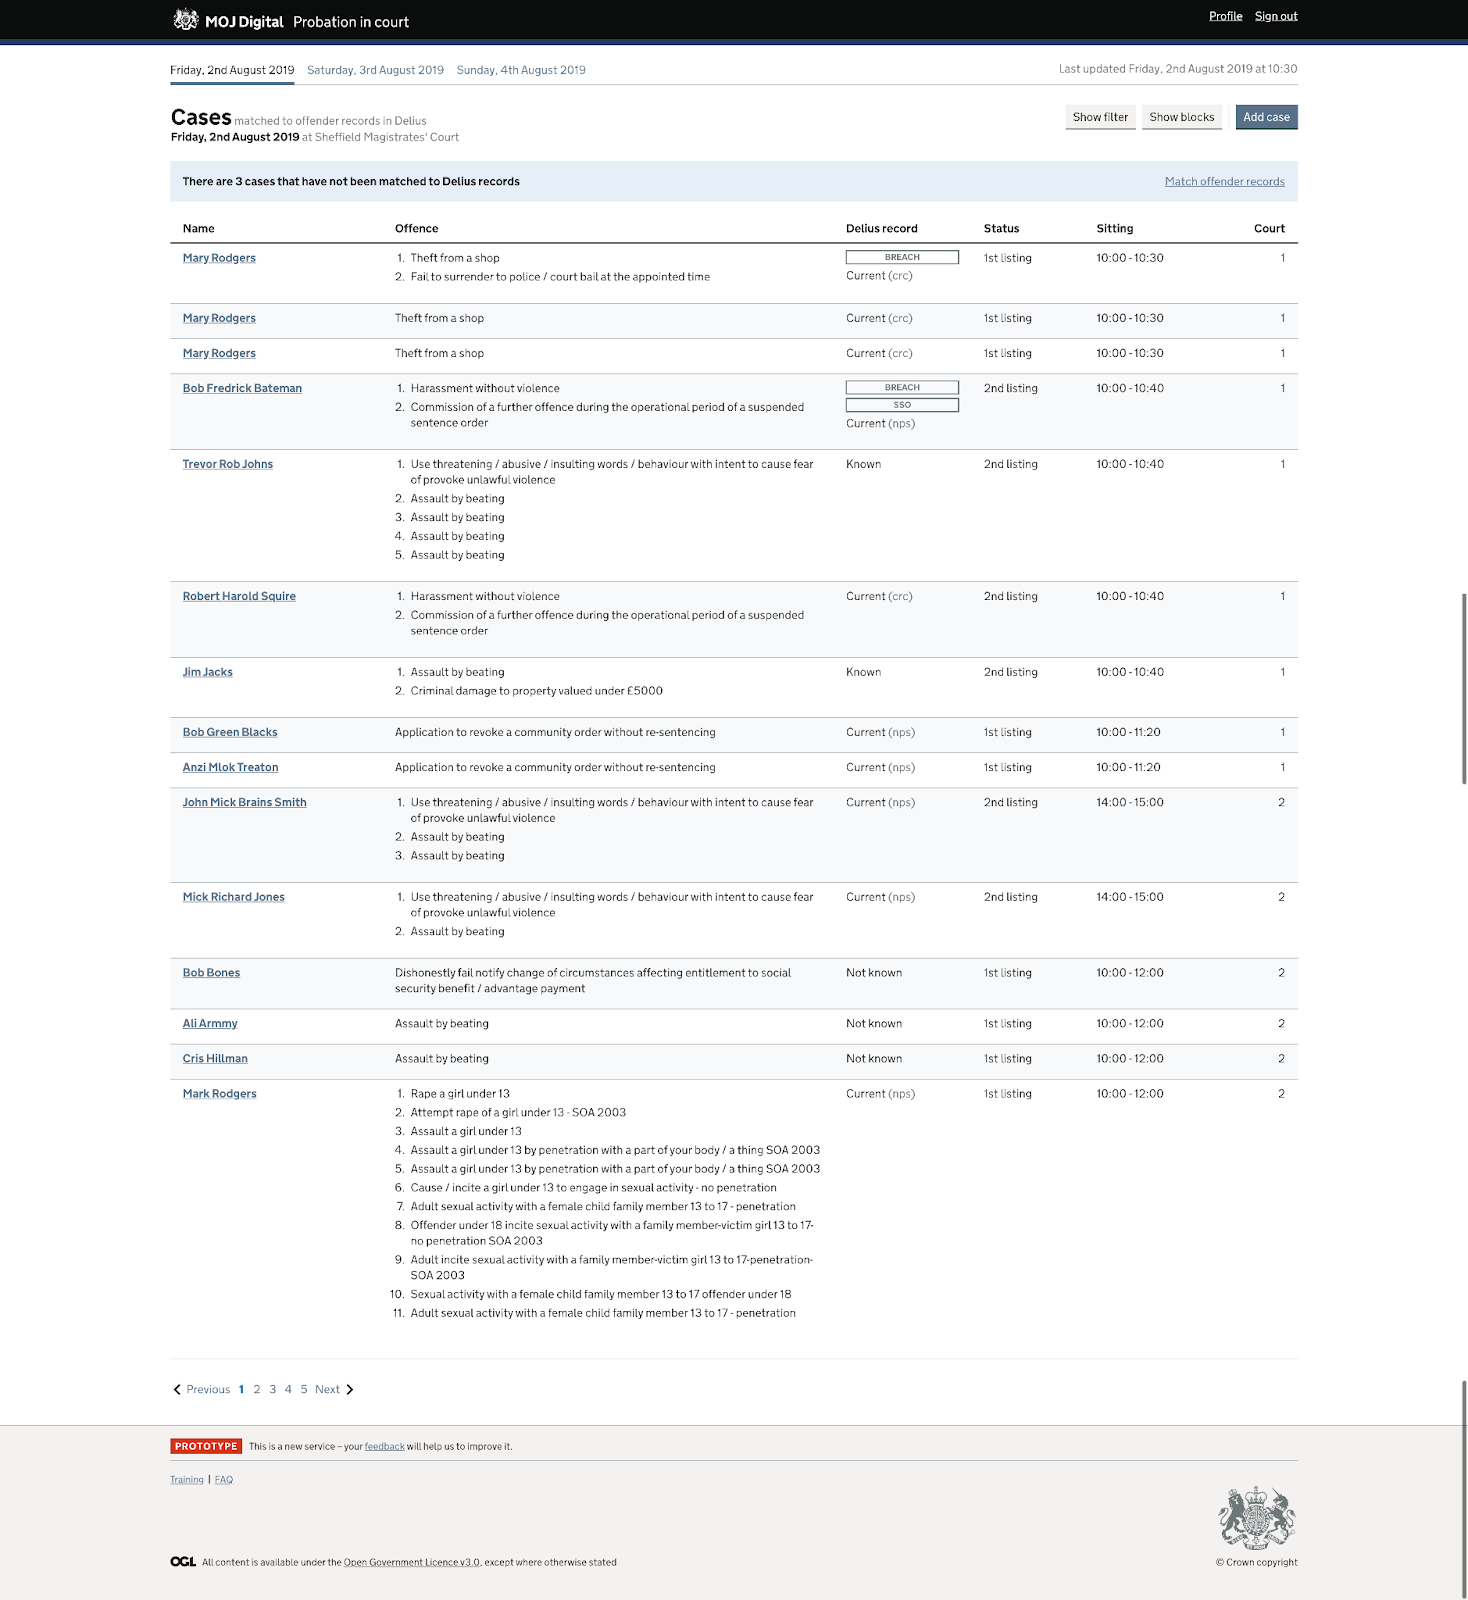 MOJ Digital Probation in court
Profile Sign out
Friday, 2nd August 2019 Saturday, 3rd August 2019 Sunday, 4th August 2019 Last updated Friday, 2nd August 2019 at 10:30
Cases matched to offender records in Delius
Friday, 2nd August 2019 at Sheffield Magistrates' Court
Show filter Show blocks Add case
There are 3 cases that have not been matched to Delius records Match offender records
Name Offence Delius record Status Sitting Court
Mary Rodgers 1. Theft from a shop BREACH 1st listing 10:00 - 10:30 1
2. Fail to surrender to police / court bail at the appointed time Current (crc)
Mary Rodgers Theft from a shop Current (crc) 1st listing 10:00 - 10:30 1
Mary Rodgers Theft from a shop Current (crc) 1st listing 10:00 - 10:30 1
Bob Fredrick Bateman 1. Harassment without violence BREACH 2nd listing 10:00 - 10:40 1
2. Commission of a further offence during the operational period of a suspended SSO
sentence order Current (nps)
Trevor Rob Johns 1. Use threatening / abusive / insulting words / behaviour with intent to cause fear Known 2nd listing 10:00 - 10:40 1
of provoke unlawful violence
2. Assault by beating
3. Assault by beating
4. Assault by beating
5. Assault by beating
Robert Harold Squire 1. Harassment without violence Current (crc) 2nd listing 10:00 - 10:40 1
2. Commission of a further offence during the operational period of a suspended
sentence order
Jim Jacks 1. Assault by beating Known 2nd listing 10:00 - 10:40 1
2. Criminal damage to property valued under £5000
Bob Green Blacks Application to revoke a community order without re-sentencing Current (nps) 1st listing 10:00 - 11:20 1
Anzi Mlok Treaton Application to revoke a community order without re-sentencing Current (nps) 1st listing 10:00 - 11:20 1
John Mick Brains Smith 1. Use threatening / abusive / insulting words / behaviour with intent to cause fear Current (nps) 2nd listing 14:00 - 15:00 2
of provoke unlawful violence
2. Assault by beating
3. Assault by beating
Mick Richard Jones 1. Use threatening / abusive / insulting words / behaviour with intent to cause fear Current (nps) 2nd listing 14:00 - 15:00 2
of provoke unlawful violence
2. Assault by beating
Bob Bones Dishonestly fail notify change of circumstances affecting entitlement to social Not known 1st listing 10:00 - 12:00 2
security benefit / advantage payment
Ali Armmy Assault by beating Not known 1st listing 10:00 - 12:00 2
Cris Hillman Assault by beating Not known 1st listing 10:00 - 12:00 2
Mark Rodgers 1. Rape a girl under 13 Current (nps) 1st listing 10:00 - 12:00 2
2. Attempt rape of a girl under 13 - SOA 2003
3. Assault a girl under 13
4. Assault a girl under 13 by penetration with a part of your body / a thing SOA 2003
5. Assault a girl under 13 by penetration with a part of your body / a thing SOA 2003
6. Cause / incite a girl under 13 to engage in sexual activity - no penetration
7. Adult sexual activity with a female child family member 13 to 17 - penetration
8. Offender under 18 incite sexual activity with a family member-victim girl 13 to 17-
no penetration SOA 2003
9. Adult incite sexual activity with a family member-victim girl 13 to 17-penetration-
SOA 2003
10. Sexual activity with a female child family member 13 to 17 offender under 18
11. Adult sexual activity with a female child family member 13 to 17 - penetration
Previous 1 2 3 4 5 Next
PROTOTYPE This is a new service – your feedback will help us to improve it.
Training | FAQ
OGL All content is available under the Open Government Licence v3.0, except where otherwise stated
© Crown copyright